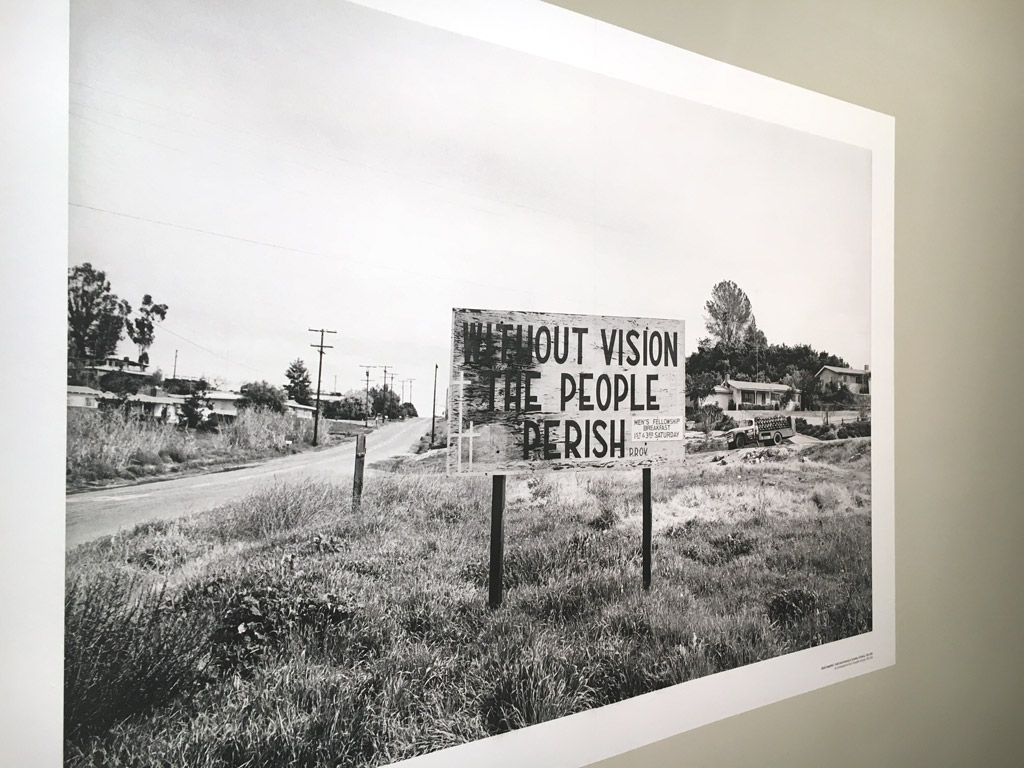 WITHOUT VISION
THE PEOPLE
PERISH
MEN'S FELLOWSHIP
BREAKFAST
1ST & 3RD SATURDAY
PROV.